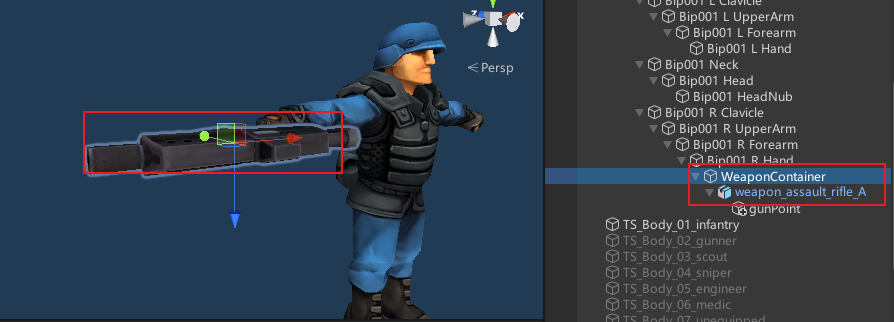 z
x
Persp
Bip001 L Clavicle
Bip001 L UpperArm
Bip001 L Forearm
Bip001 L Hand
Bip001 Neck
Bip001 Head
Bip001 HeadNub
Bip001 R Clavicle
Bip001 R UpperArm
Bip001 R Forearm
Bip001 R Hand
WeaponContainer
weapon_assault_rifle_A
gunPoint
TS_Body_01_infantry
TS_Body_02_gunner
TS_Body_03_scout
TS_Body_04_sniper
TS_Body_05_engineer
TS_Body_06_medic
TS_Body_07_unequipped